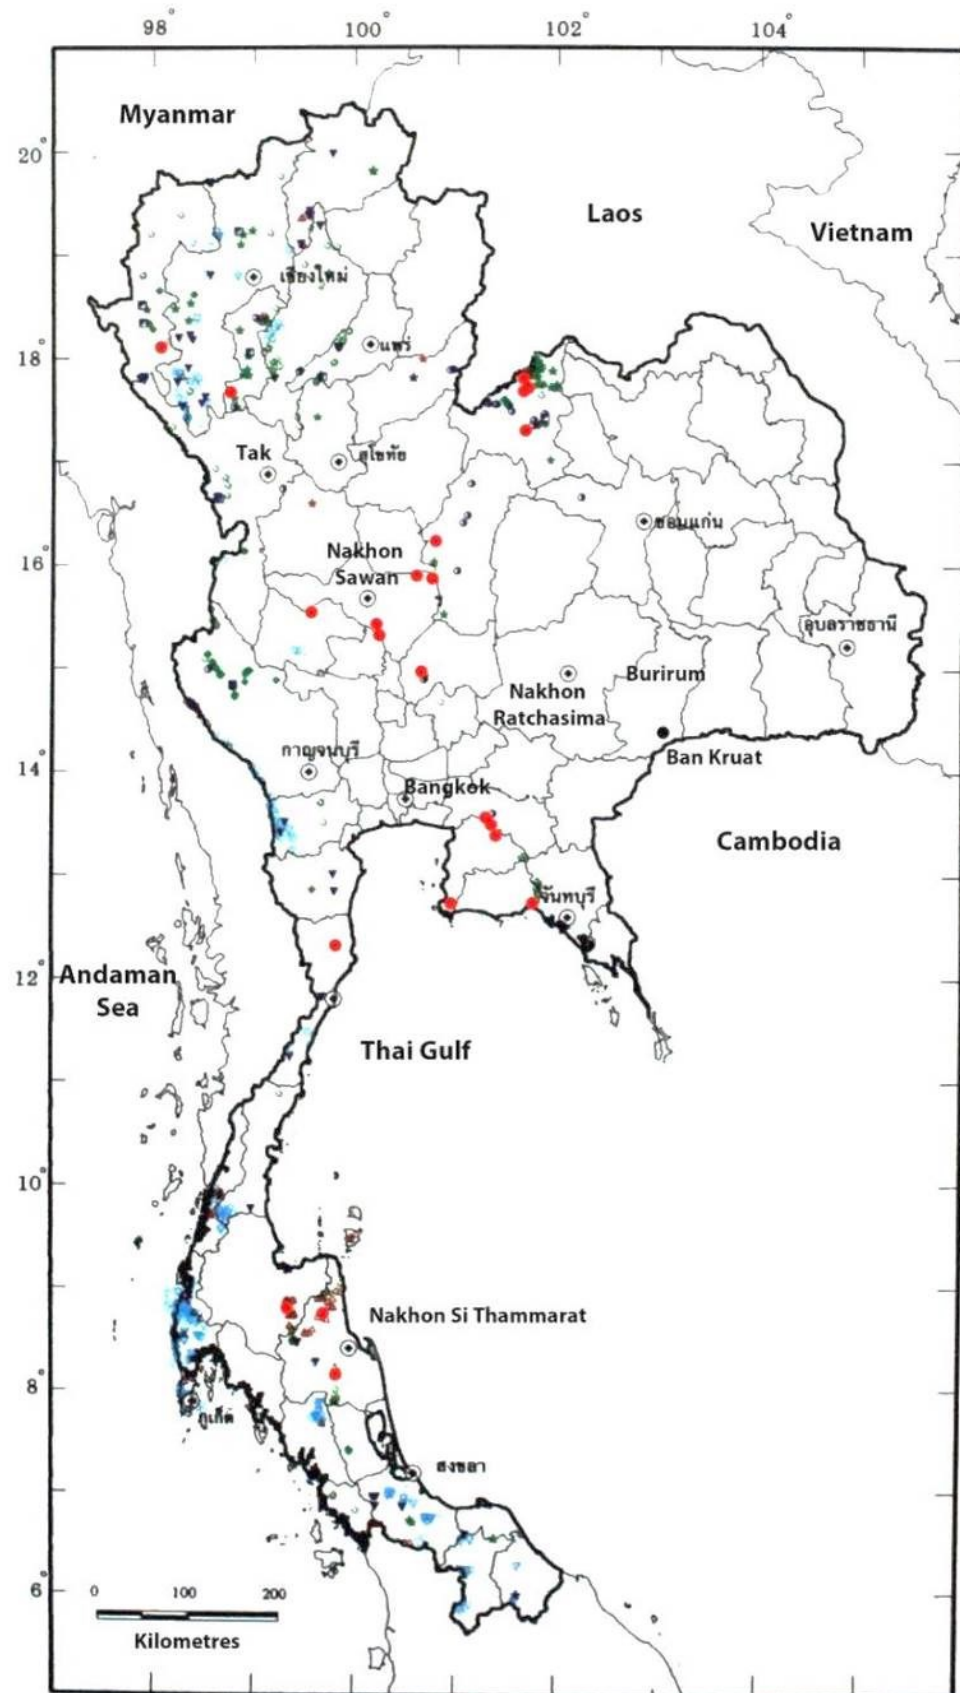 98°
100°
102°
104°
Myanmar
20°
Laos
Vietnam
เชียงใหม่
แพร่
18°
Tak
สุโขทัย
ขอนแก่น
16°
Nakhon
Sawan
อุบลราชธานี
Burirum
Nakhon
Ratchasima
กาญจนบุรี
Ban Kruat
14°
Bangkok
Cambodia
จันทบุรี
12°
Andaman
Sea
Thai Gulf
10°
Nakhon Si Thammarat
8°
ภูเก็ต
สงขลา
6°
0 100 200
Kilometres